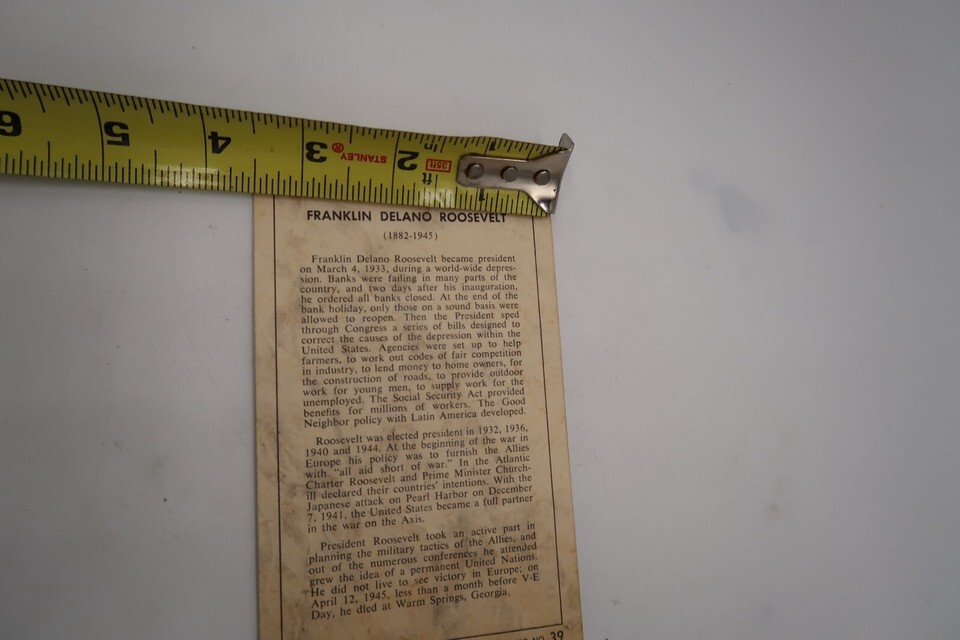 6 5 4 3 STANLEY ® 2 35ft in ft 1 1
FRANKLIN DELANO ROOSEVELT
(1882-1945)
Franklin Delano Roosevelt became president
on March 4, 1933, during a world-wide depres-
sion. Banks were failing in many parts of the
country, and two days after his inauguration,
he ordered all banks closed. At the end of the
bank holiday, only those on a sound basis were
allowed to reopen. Then the President sped
through Congress a series of bills designed to
correct the causes of the depression within the
United States. Agencies were set up to help
farmers, to work out codes of fair competition
in industry, to lend money to home owners, for
the construction of roads, to provide outdoor
work for young men, to supply work for the
unemployed. The Social Security Act provided
benefits for millions of workers. The Good
Neighbor policy with Latin America developed.
Roosevelt was elected president in 1932, 1936,
1940 and 1944. At the beginning of the war in
Europe his policy was to furnish the Allies
with "all aid short of war." In the Atlantic
Charter Roosevelt and Prime Minister Church-
ill declared their countries' intentions. With the
Japanese attack on Pearl Harbor on December
7, 1941, the United States became a full partner
in the war on the Axis.
President Roosevelt took an active part in
planning the military tactics of the Allies, and
out of the numerous conferences he attended
grew the idea of a permanent United Nations.
He did not live to see victory in Europe; on
April 12, 1945, less than a month before V-E
Day, he died at Warm Springs, Georgia.
NO. 39